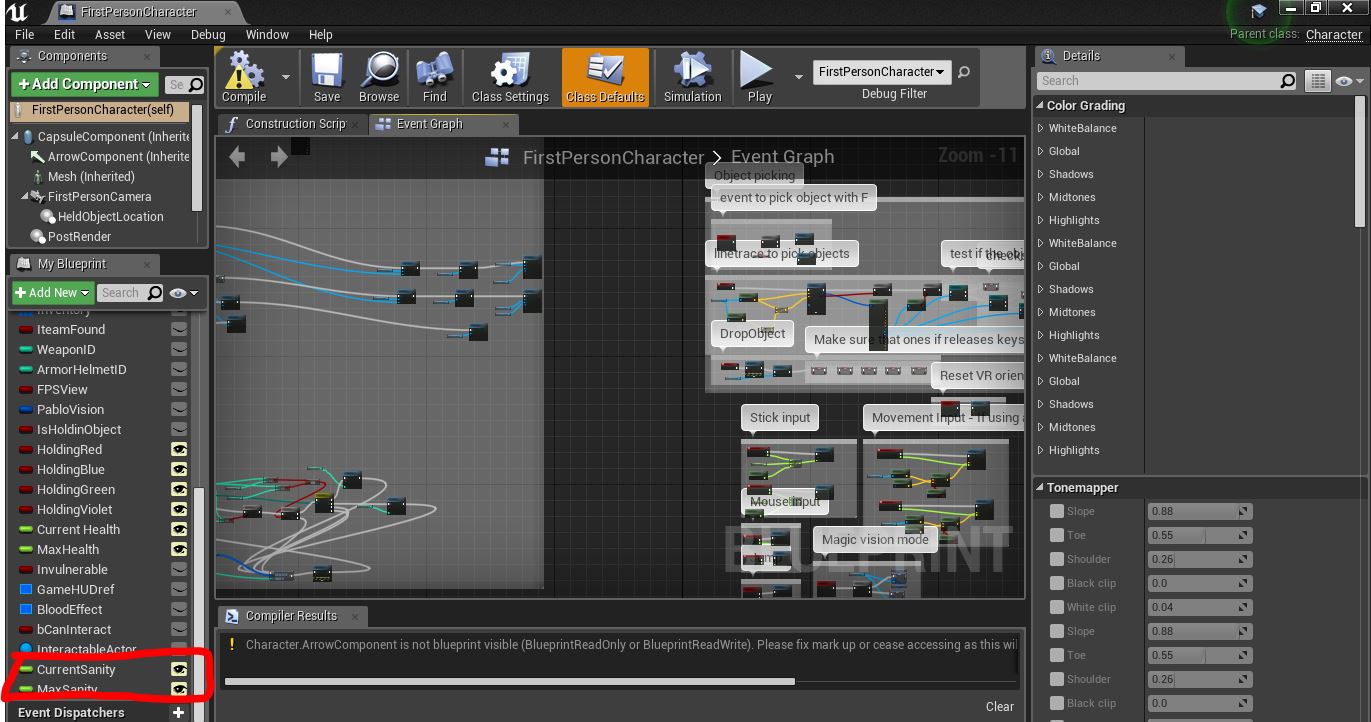 FirstPersonCharacter
File Edit Asset View Debug Window Help
Parent class: Character
Components
+ Add Component
Se
FirstPersonCharacter(self)
CapsuleComponent (Inherite
ArrowComponent (Inherite
Mesh (Inherited)
FirstPersonCamera
HeldObjectLocation
PostRender
My Blueprint
+ Add New
Search
Inventory
IteamFound
WeaponID
ArmorHelmetID
FPSView
PabloVision
IsHoldinObject
HoldingRed
HoldingBlue
HoldingGreen
HoldingViolet
Current Health
MaxHealth
Invulnerable
GameHUDref
BloodEffect
bCanInteract
InteractableActor
CurrentSanity
MaxSanity
Event Dispatchers +
Compile Save Browse Find Class Settings Class Defaults Simulation Play
FirstPersonCharacter
Debug Filter
Construction Scrip
Event Graph
FirstPersonCharacter > Event Graph
Zoom -11
Object picking
event to pick object with F
linetrace to pick objects
test if the obj
check
DropObject
Make sure that ones if releases keys
Reset VR orien
Stick input
Movement Input - If using a
Mouse input
Magic vision mode
BLUEPRINT
Compiler Results
! Character.ArrowComponent is not blueprint visible (BlueprintReadOnly or BlueprintReadWrite). Please fix mark up or cease accessing as this wil
Clear
Details
Search
Color Grading
WhiteBalance
Global
Shadows
Midtones
Highlights
WhiteBalance
Global
Shadows
Midtones
Highlights
WhiteBalance
Global
Shadows
Midtones
Highlights
Tonemapper
Slope 0.88
Toe 0.55
Shoulder 0.26
Black clip 0.0
White clip 0.04
Slope 0.88
Toe 0.55
Shoulder 0.26
Black clip 0.0